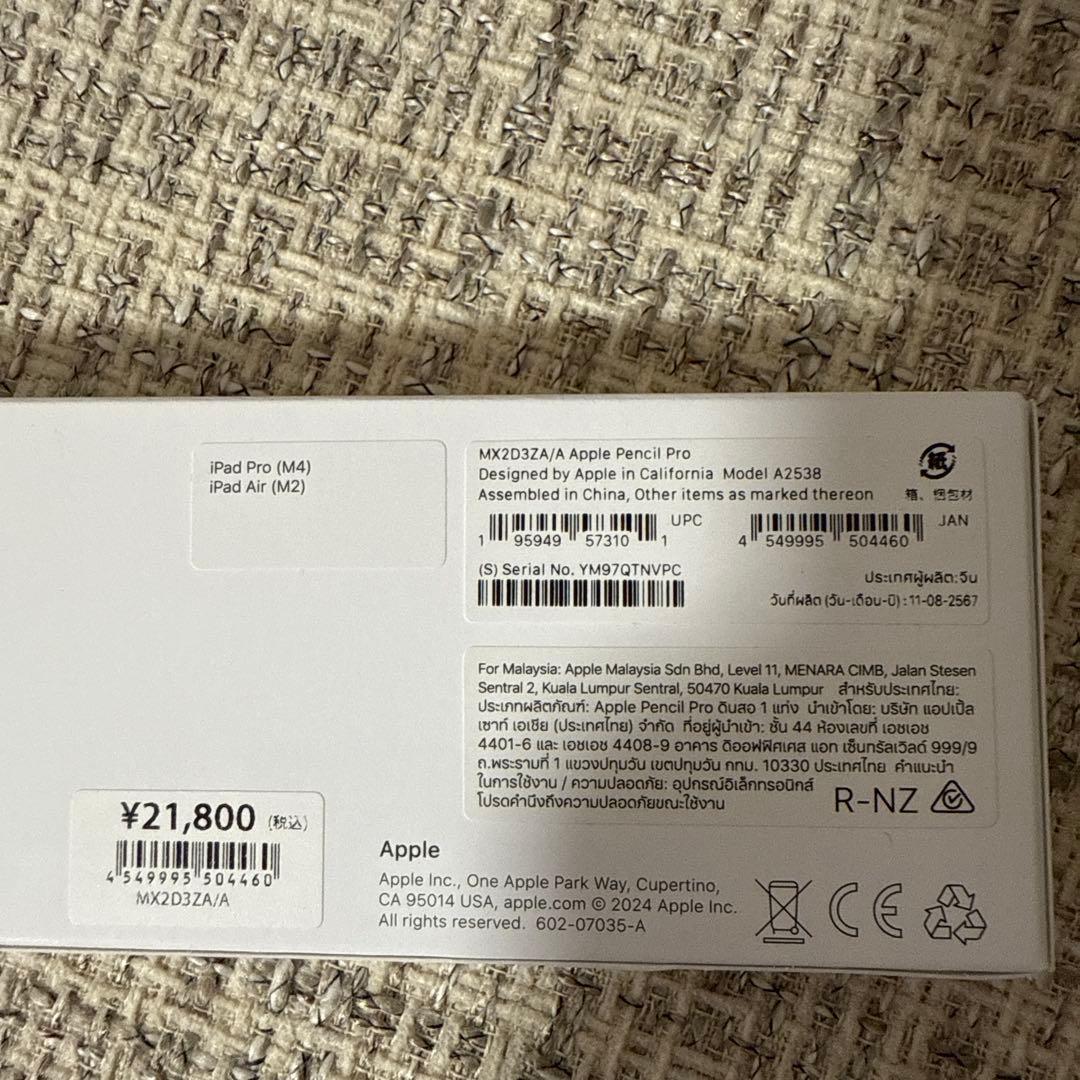 iPad Pro (M4)
iPad Air (M2)
MX2D3ZA/A Apple Pencil Pro
Designed by Apple in California Model A2538
Assembled in China, Other items as marked thereon
紙
箱、個包材
1 95949 57310 1 UPC
4 549995 504460 JAN
(S) Serial No. YM97QTNVPC
ประเทศผู้ผลิต:จีน
วันที่ผลิต (วัน-เดือน-ปี) : 11-08-2567
For Malaysia: Apple Malaysia Sdn Bhd, Level 11, MENARA CIMB, Jalan Stesen
Sentral 2, Kuala Lumpur Sentral, 50470 Kuala Lumpur สำหรับประเทศไทย:
ประเภทผลิตภัณฑ์: Apple Pencil Pro ดินสอ 1 แท่ง นำเข้าโดย: บริษัท แอปเปิ้ล
เซาท์ เอเชีย (ประเทศไทย) จำกัด ที่อยู่ผู้นำเข้า: ชั้น 44 ห้องเลขที่ เอชเอช
4401-6 และ เอชเอช 4408-9 อาคาร ดิออฟฟิศเศส แอท เซ็นทรัลเวิลด์ 999/9
ถ.พระรามที่ 1 แขวงปทุมวัน เขตปทุมวัน กทม. 10330 ประเทศไทย คำแนะนำ
ในการใช้งาน / ความปลอดภัย: อุปกรณ์อิเล็กทรอนิกส์
โปรดคำนึงถึงความปลอดภัยขณะใช้งาน
R-NZ
¥21,800 (税込)
4 549995 504460
MX2D3ZA/A
Apple
Apple Inc., One Apple Park Way, Cupertino,
CA 95014 USA, apple.com © 2024 Apple Inc.
All rights reserved. 602-07035-A
CE